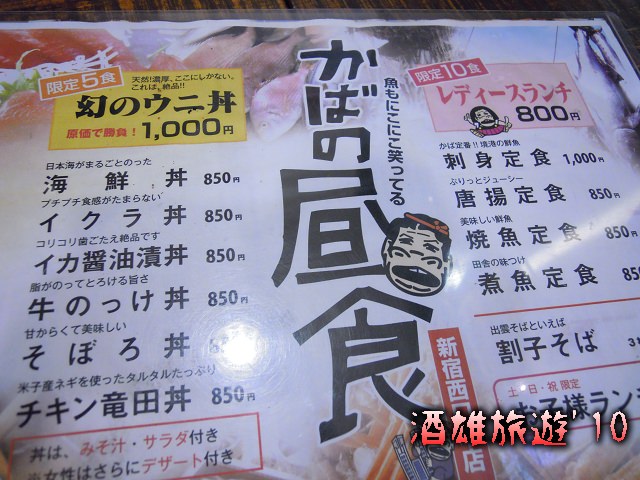 限定5食
天然!濃厚、ここにしかない。
これは、絶品!!
幻のウニ丼
原価で勝負! 1,000円
日本海がまるごとのった
海鮮丼 850円
プチプチ食感がたまらない
イクラ丼 850円
コリコリ歯ごたえ絶品です
イカ醤油漬丼 850円
脂がのってとろける旨さ
牛のっけ丼 850円
甘からくて美味しい
そぼろ丼 850円
米子産ネギを使ったタルタルたっぷり
チキン竜田丼 850円
丼は、みそ汁・サラダ付き
※女性はさらにデザート付き
かばの昼食
魚もにこにこ笑ってる
新宿西
店
限定10食
レディースランチ
800円
かば定番!!境港の鮮魚
刺身定食 1,000円
ぷりっとジューシー
唐揚定食 850円
美味しい鮮魚
焼魚定食 850円
田舎の味つけ
煮魚定食 850
出雲そばといえば
割子そば
土・日・祝 限定
お子様ラン
酒雄旅遊'10